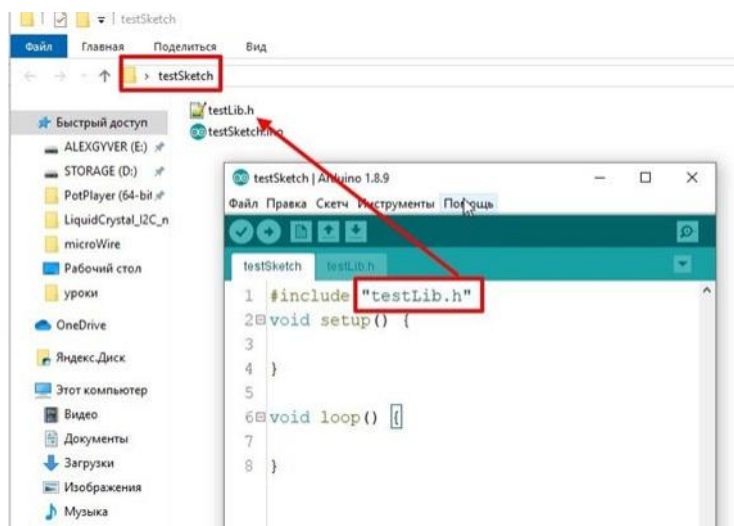 testSketch
Файл Главная Поделиться Вид
testSketch
Быстрый доступ
ALEXGYVER (E:)
STORAGE (D:)
PotPlayer (64-bit
LiquidCrystal_I2C_n
microWire
Рабочий стол
уроки
OneDrive
Яндекс.Диск
Этот компьютер
Видео
Документы
Загрузки
Изображения
Музыка
testLib.h
testSketch.ino
testSketch | Arduino 1.8.9
Файл Правка Скетч Инструменты Помощь
testSketch testLib.h
1 #include "testLib.h"
2 void setup() {
3
4 }
5
6 void loop() {
7
8 }